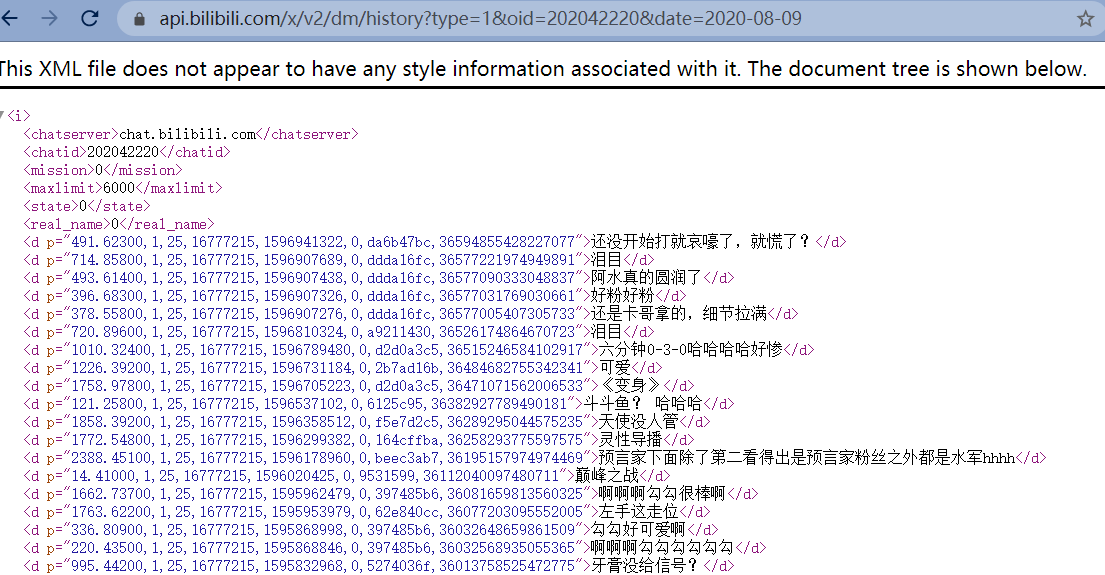 api.bilibili.com/x/v2/dm/history?type=1&oid=202042220&date=2020-08-09
This XML file does not appear to have any style information associated with it. The document tree is shown below.
▼<i>
<chatserver>chat.bilibili.com</chatserver>
<chatid>202042220</chatid>
<mission>0</mission>
<maxlimit>6000</maxlimit>
<state>0</state>
<real_name>0</real_name>
<d p="491.62300,1,25,16777215,1596941322,0,da6b47bc,36594855428227077">还没开始打就哀嚎了，就慌了？</d>
<d p="714.85800,1,25,16777215,1596907689,0,ddda16fc,36577221974949891">泪目</d>
<d p="493.61400,1,25,16777215,1596907438,0,ddda16fc,36577090333048837">阿水真的圆润了</d>
<d p="396.68300,1,25,16777215,1596907326,0,ddda16fc,36577031769030661">好粉好粉</d>
<d p="378.55800,1,25,16777215,1596907276,0,ddda16fc,36577005407305733">还是卡哥拿的，细节拉满</d>
<d p="720.89600,1,25,16777215,1596810324,0,a9211430,36526174864670723">泪目</d>
<d p="1010.32400,1,25,16777215,1596789480,0,d2d0a3c5,36515246584102917">六分钟0-3-0哈哈哈哈好惨</d>
<d p="1226.39200,1,25,16777215,1596731184,0,2b7ad16b,36484682755342341">可爱</d>
<d p="1758.97800,1,25,16777215,1596705223,0,d2d0a3c5,36471071562006533">《变身》</d>
<d p="121.25800,1,25,16777215,1596537102,0,6125c95,36382927789490181">斗斗鱼？ 哈哈哈</d>
<d p="1858.39200,1,25,16777215,1596358512,0,f5e7d2c5,36289295044575235">天使没人管</d>
<d p="1772.54800,1,25,16777215,1596299382,0,164cffba,36258293775597575">灵性导播</d>
<d p="2388.45100,1,25,16777215,1596178960,0,beec3ab7,36195157974974469">预言家下面除了第二看得出是预言家粉丝之外都是水军hhhh</d>
<d p="14.41000,1,25,16777215,1596020425,0,9531599,36112040097480711">巅峰之战</d>
<d p="1662.73700,1,25,16777215,1595962479,0,397485b6,36081659813560325">啊啊啊勾勾很棒啊</d>
<d p="1763.62200,1,25,16777215,1595953979,0,62e840cc,36077203095552005">左手这走位</d>
<d p="336.80900,1,25,16777215,1595868998,0,397485b6,36032648659861509">勾勾好可爱啊</d>
<d p="220.43500,1,25,16777215,1595868846,0,397485b6,36032568935055365">啊啊啊勾勾勾勾勾勾</d>
<d p="995.44200,1,25,16777215,1595832968,0,5274036f,36013758525472775">牙膏没给信号？</d>